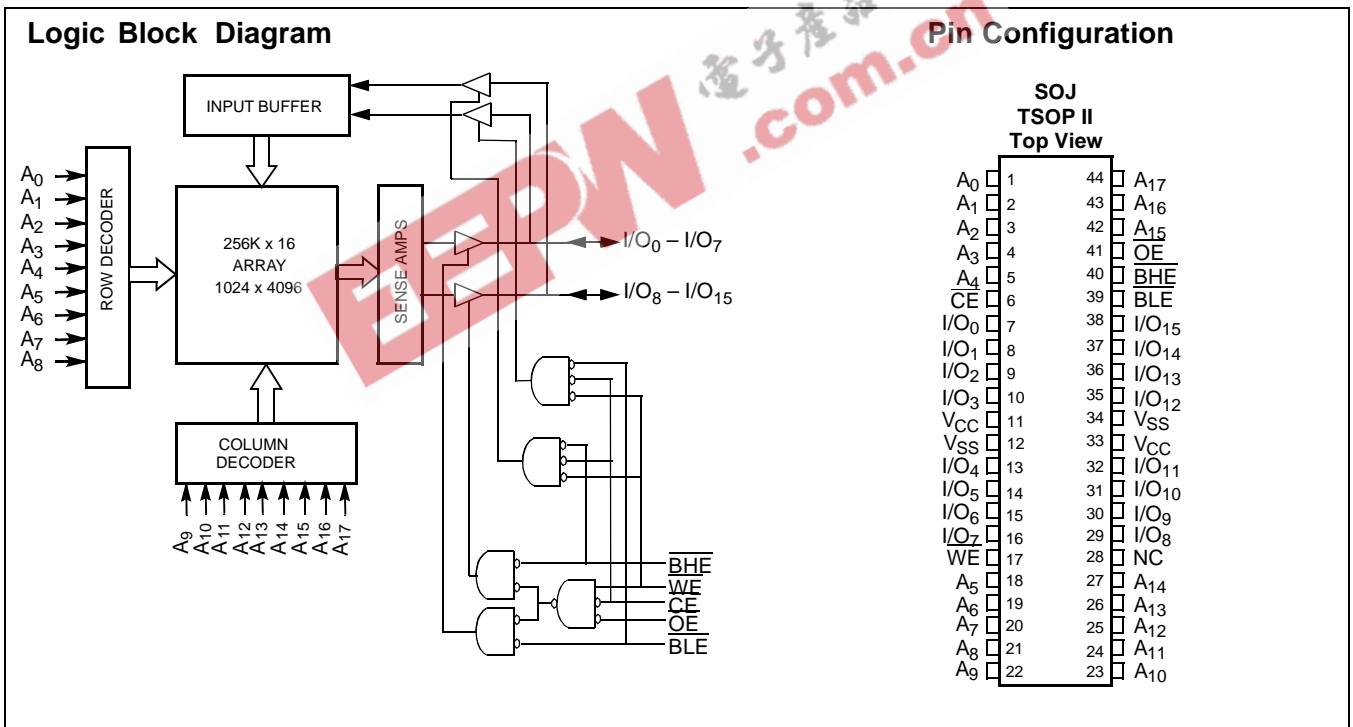 Logic Block Diagram
INPUT BUFFER
A0
A1
A2
A3
A4
A5
A6
A7
A8
ROW DECODER
256K x 16
ARRAY
1024 x 4096
SENSE AMPS
I/O0 – I/O7
I/O8 – I/O15
COLUMN
DECODER
A9
A10
A11
A12
A13
A14
A15
A16
A17
BHE
WE
CE
OE
BLE
Pin Configuration
SOJ
TSOP II
Top View
A0 1 44 A17
A1 2 43 A16
A2 3 42 A15
A3 4 41 OE
A4 5 40 BHE
CE 6 39 BLE
I/O0 7 38 I/O15
I/O1 8 37 I/O14
I/O2 9 36 I/O13
I/O3 10 35 I/O12
VCC 11 34 VSS
VSS 12 33 VCC
I/O4 13 32 I/O11
I/O5 14 31 I/O10
I/O6 15 30 I/O9
I/O7 16 29 I/O8
WE 17 28 NC
A5 18 27 A14
A6 19 26 A13
A7 20 25 A12
A8 21 24 A11
A9 22 23 A10
EEPW
.com.cn
電子產品